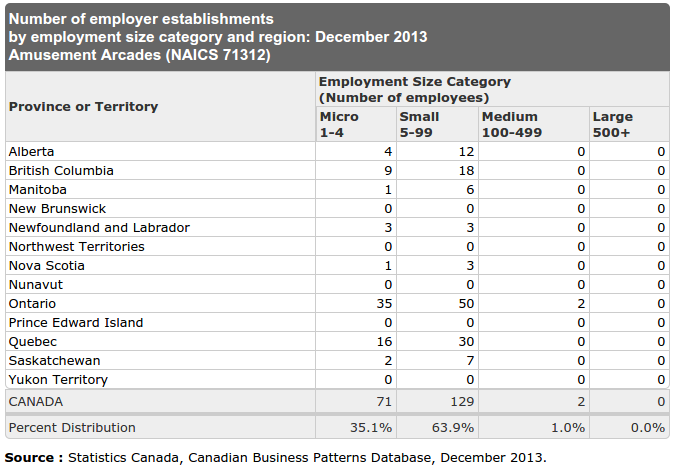 Number of employer establishments
by employment size category and region: December 2013
Amusement Arcades (NAICS 71312)
Province or Territory
Employment Size Category
(Number of employees)
Micro Small Medium Large
1-4 5-99 100-499 500+
Alberta 4 12 0 0
British Columbia 9 18 0 0
Manitoba 1 6 0 0
New Brunswick 0 0 0 0
Newfoundland and Labrador 3 3 0 0
Northwest Territories 0 0 0 0
Nova Scotia 1 3 0 0
Nunavut 0 0 0 0
Ontario 35 50 2 0
Prince Edward Island 0 0 0 0
Quebec 16 30 0 0
Saskatchewan 2 7 0 0
Yukon Territory 0 0 0 0
CANADA 71 129 2 0
Percent Distribution 35.1% 63.9% 1.0% 0.0%
Source : Statistics Canada, Canadian Business Patterns Database, December 2013.